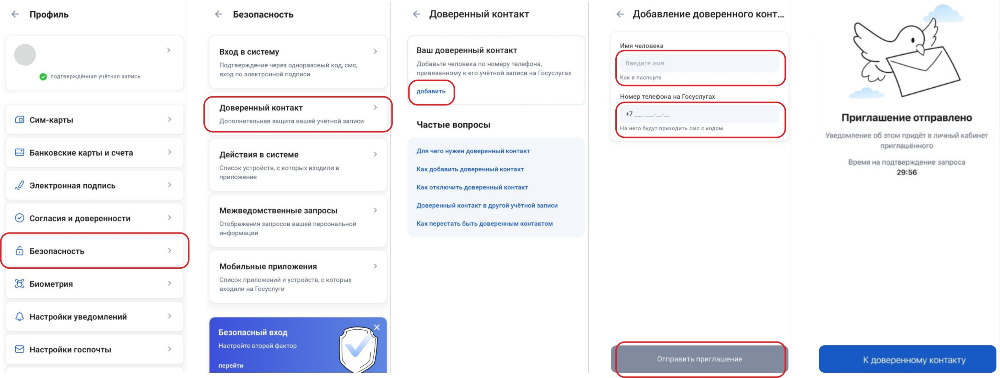 Профиль
подтверждённая учётная запись
Сим-карты
Банковские карты и счета
Электронная подпись
Согласия и доверенности
Безопасность
Биометрия
Настройки уведомлений
Настройки госпочты
Безопасность
Вход в систему
Подтверждение через одноразовый код, смс,
вход по электронной подписи
Доверенный контакт
Дополнительная защита вашей учётной записи
Действия в системе
Список устройств, с которых входили в
приложение
Межведомственные запросы
Отображения запросов вашей персональной
информации
Мобильные приложения
Список приложений и устройств, с которых
входили на Госуслуги
Безопасный вход
Настройте второй фактор
перейти
Доверенный контакт
Ваш доверенный контакт
Добавьте человека по номеру телефона,
привязанному к его учётной записи на Госуслугах
добавить
Частые вопросы
Для чего нужен доверенный контакт
Как добавить доверенный контакт
Как отключить доверенный контакт
Доверенный контакт в другой учётной записи
Как перестать быть доверенным контактом
Добавление доверенного конт...
Имя человека
Введите имя
Как в паспорте
Номер телефона на Госуслугах
+7 ___ ___-__-__
На него будут приходить смс с кодом
Отправить приглашение
Приглашение отправлено
Уведомление об этом придёт в личный кабинет
приглашённого
Время на подтверждение запроса
29:56
К доверенному контакту